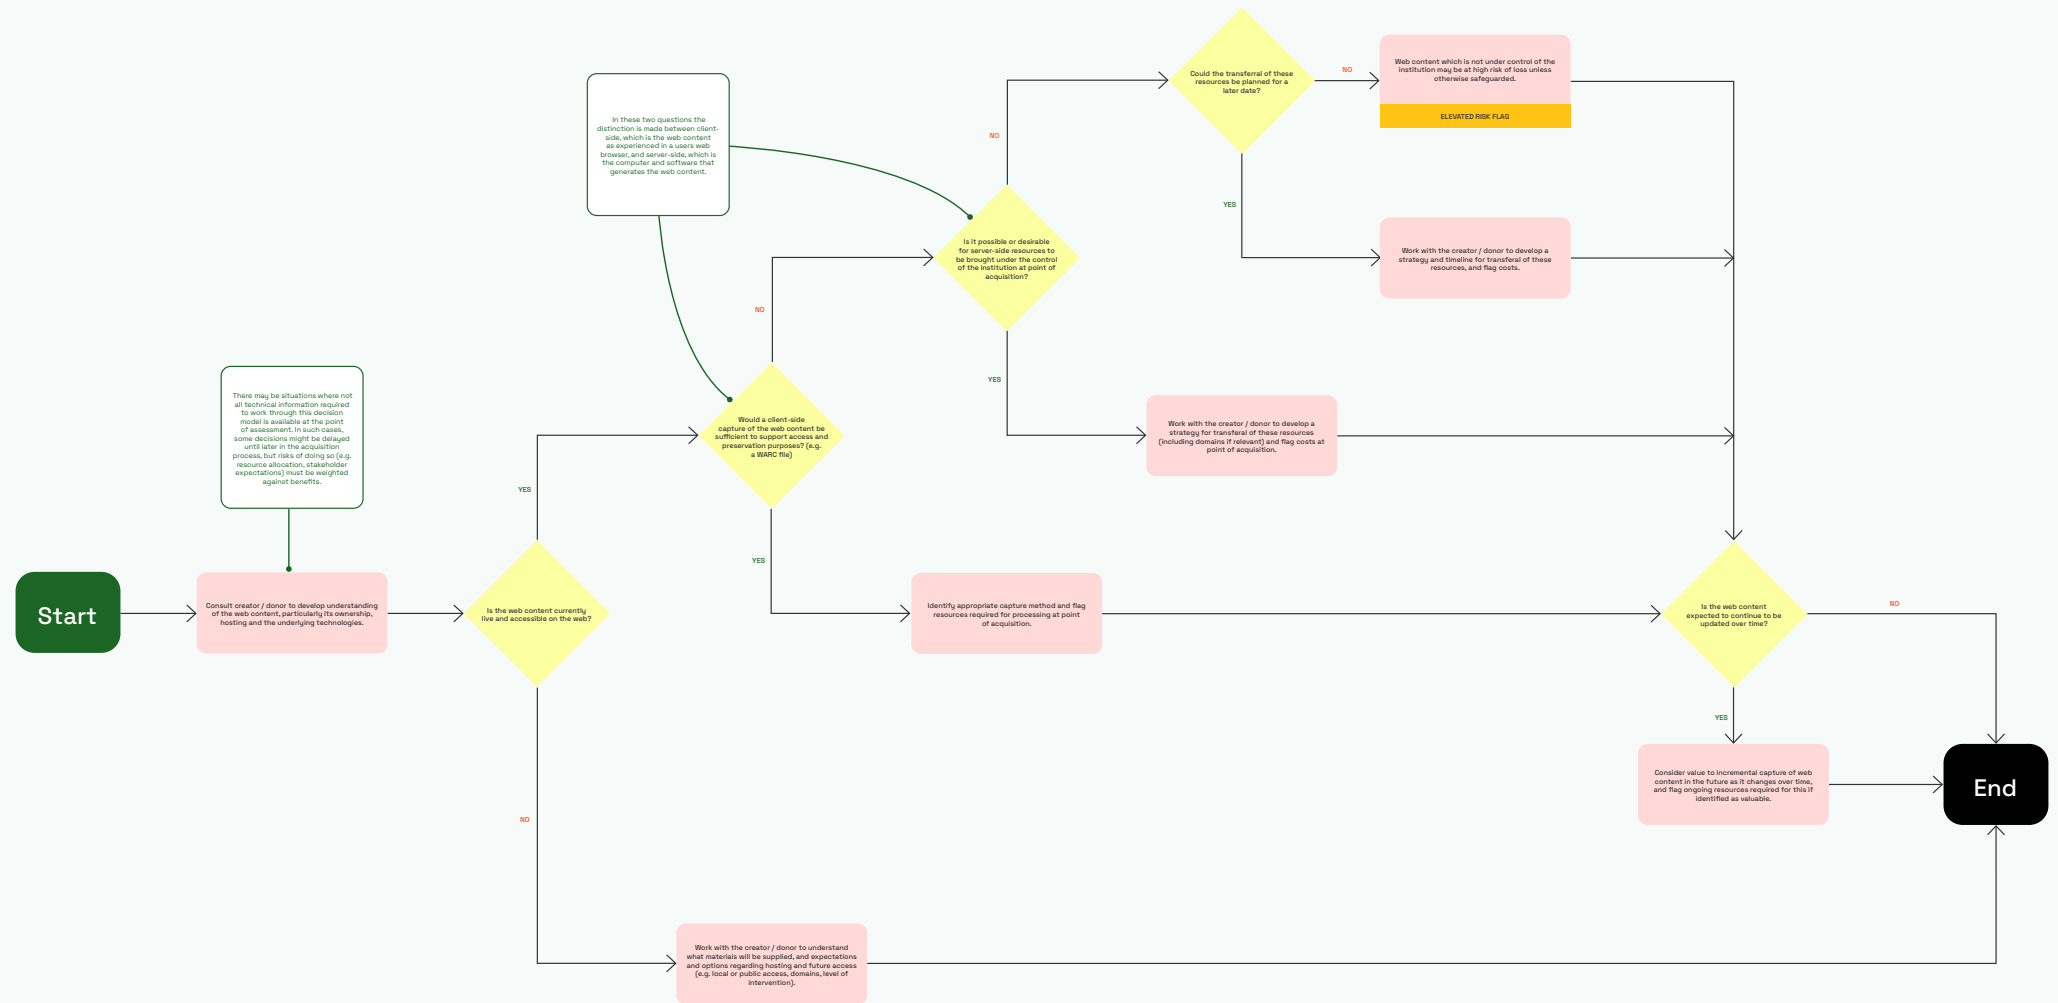 Could the transferral of these
resources be planned for a
later date?
NO
Web content which is not under control of the
institution may be at high risk of loss unless
otherwise safeguarded.
ELEVATED RISK FLAG
In these two questions the
distinction is made between client-
side, which is the web content
as experienced in a users web
browser, and server-side, which is
the computer and software that
generates the web content.
NO
YES
Is it possible or desirable
for server-side resources to
be brought under the control
of the institution at point of
acquisition?
Work with the creator / donor to develop a
strategy and timeline for transferal of these
resources, and flag costs.
NO
YES
There may be situations where not
all technical information required
to work through this decision
model is available at the point
of assessment. In such cases,
some decisions might be delayed
until later in the acquisition
process, but risks of doing so (e.g.
resource allocation, stakeholder
expectations) must be weighted
against benefits.
Would a client-side
capture of the web content be
sufficient to support access and
preservation purposes? (e.g.
a WARC file)
Work with the creator / donor to develop a
strategy for transferal of these resources
(including domains if relevant) and flag costs at
point of acquisition.
YES
YES
Start
Consult creator / donor to develop understanding
of the web content, particularly its ownership,
hosting and the underlying technologies.
Is the web content currently
live and accessible on the web?
Identify appropriate capture method and flag
resources required for processing at point
of acquisition.
Is the web content
expected to continue to be
updated over time?
NO
YES
Consider value to incremental capture of web
content in the future as it changes over time,
and flag ongoing resources required for this if
identified as valuable.
End
NO
Work with the creator / donor to understand
what materials will be supplied, and expectations
and options regarding hosting and future access
(e.g. local or public access, domains, level of
intervention).